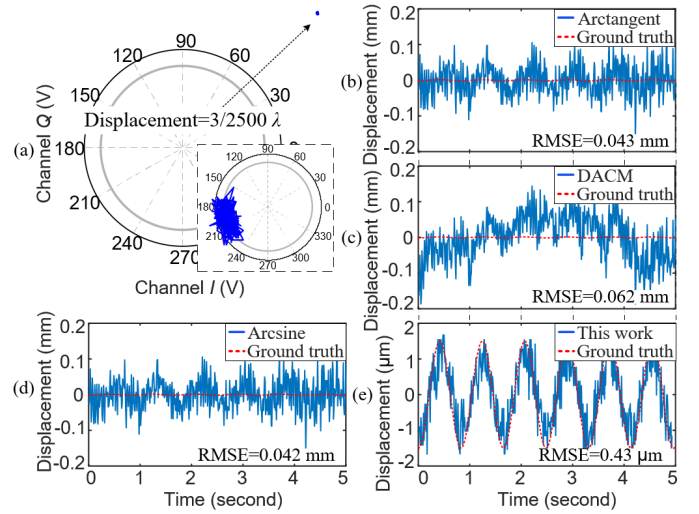 (a)
Channel Q (V)
90
120
60
150
30
Displacement=3/2500 λ
180
210
240
270
Channel I (V)
90
120
60
150
30
180
0
210
330
240
300
270
(b)
Displacement (mm)
0.2
0.1
0
-0.1
-0.2
Arctangent
Ground truth
RMSE=0.043 mm
(c)
Displacement (mm)
0.2
0.1
0
-0.1
-0.2
DACM
Ground truth
RMSE=0.062 mm
(d)
Displacement (mm)
0.2
0.1
0
-0.1
-0.2
Arcsine
Ground truth
RMSE=0.042 mm
0 1 2 3 4 5
Time (second)
(e)
Displacement (μm)
2
1
0
-1
-2
This work
Ground truth
RMSE=0.43 μm
0 1 2 3 4 5
Time (second)